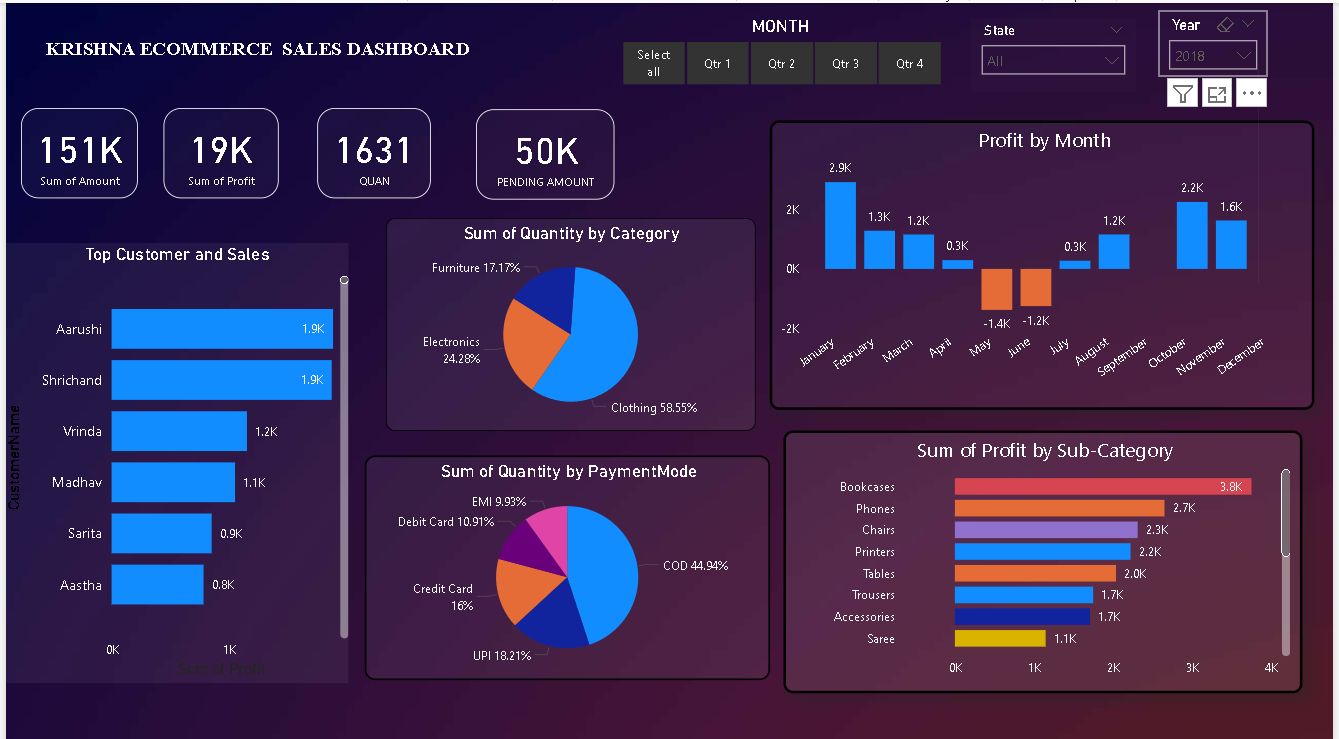 KRISHNA ECOMMERCE SALES DASHBOARD
MONTH
Select all
Qtr 1
Qtr 2
Qtr 3
Qtr 4
State
All
Year
2018
151K
Sum of Amount
19K
Sum of Profit
1631
QUAN
50K
PENDING AMOUNT
Top Customer and Sales
CustomerName
Aarushi
1.9K
Shrichand
1.9K
Vrinda
1.2K
Madhav
1.1K
Sarita
0.9K
Aastha
0.8K
0K
1K
Sum of Profit
Sum of Quantity by Category
Furniture 17.17%
Electronics
24.28%
Clothing 58.55%
Sum of Quantity by PaymentMode
EMI 9.93%
Debit Card 10.91%
Credit Card
16%
UPI 18.21%
COD 44.94%
Profit by Month
2K
0K
-2K
2.9K
1.3K
1.2K
0.3K
-1.4K
-1.2K
0.3K
1.2K
2.2K
1.6K
January
February
March
April
May
June
July
August
September
October
November
December
Sum of Profit by Sub-Category
Bookcases
3.8K
Phones
2.7K
Chairs
2.3K
Printers
2.2K
Tables
2.0K
Trousers
1.7K
Accessories
1.7K
Saree
1.1K
0K
1K
2K
3K
4K